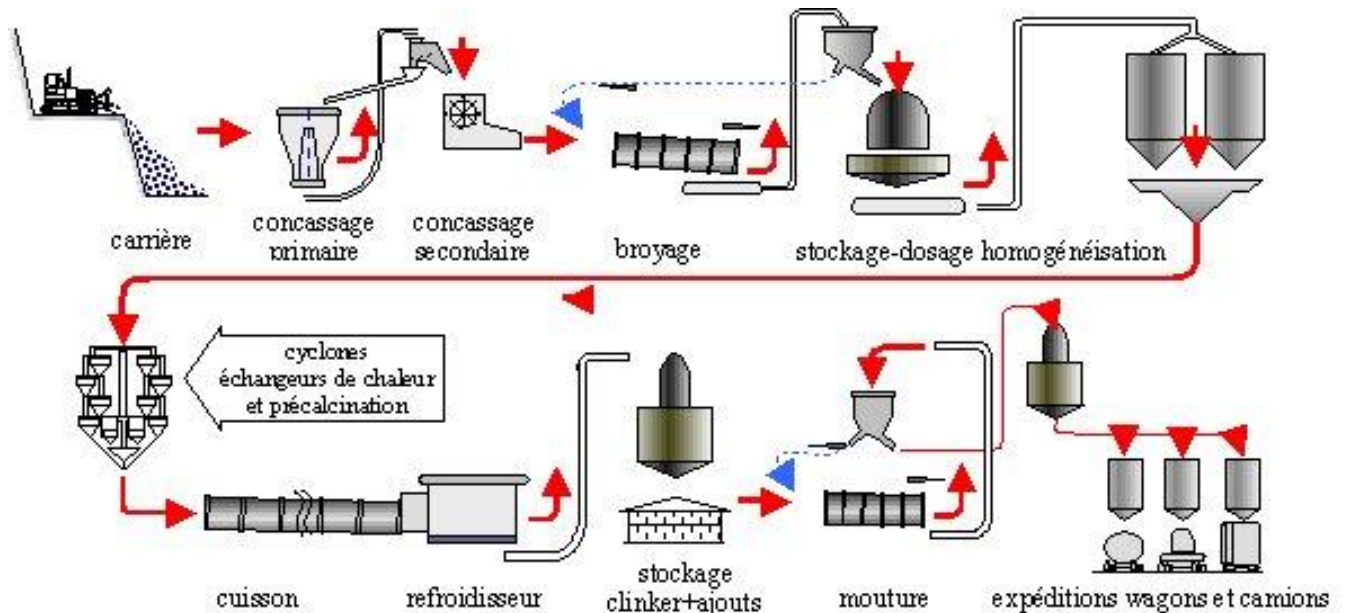 carrière
concassage
primaire
concassage
secondaire
broyage
stockage-dosage homogénéisation
cyclones
échangeurs de chaleur
et précalcination
cuisson
refroidisseur
stockage
clinker+ajouts
mouture
expéditions wagons et camions